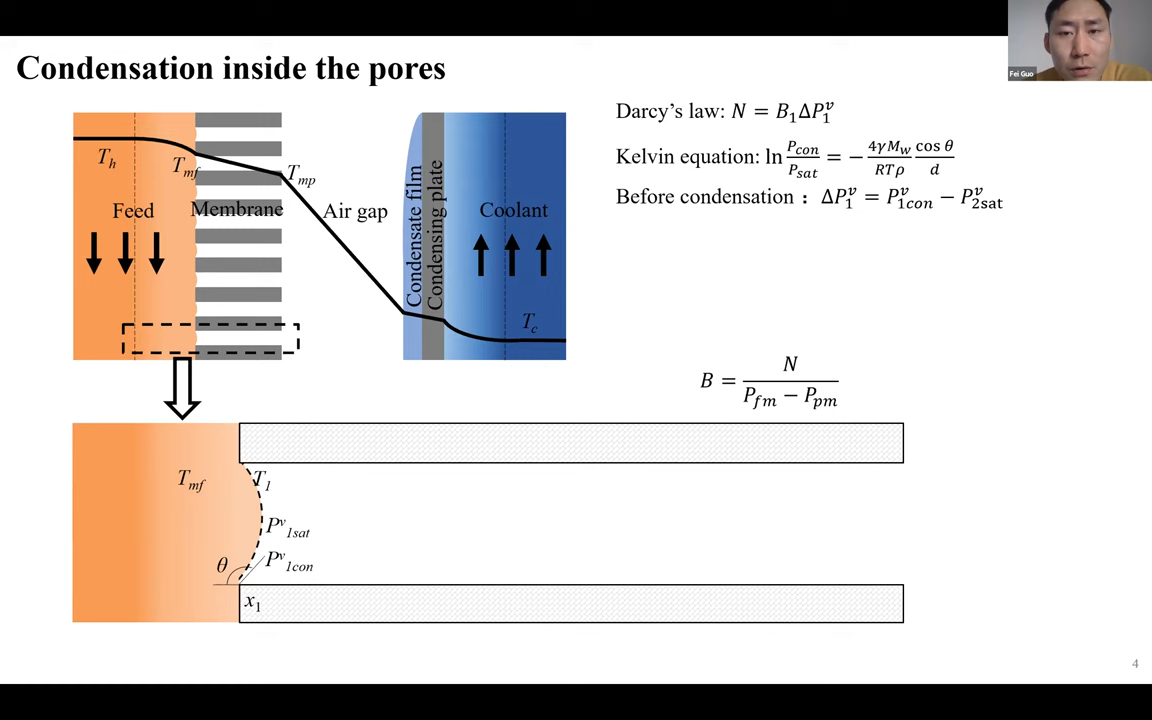 Fei Guo
Condensation inside the pores
T_h
T_mf
T_mp
Feed
Membrane
Air gap
Condensate film
Condensing plate
Coolant
T_c
Darcy's law: N = B₁ΔP₁ᵛ
Kelvin equation: ln P_con/P_sat = − 4γM_w/RTρ cos θ/d
Before condensation： ΔP₁ᵛ = P_1con^v − P_2sat^v
B = N/(P_fm − P_pm)
T_mf
T_1
P^v_1sat
θ
P^v_1con
x₁
4